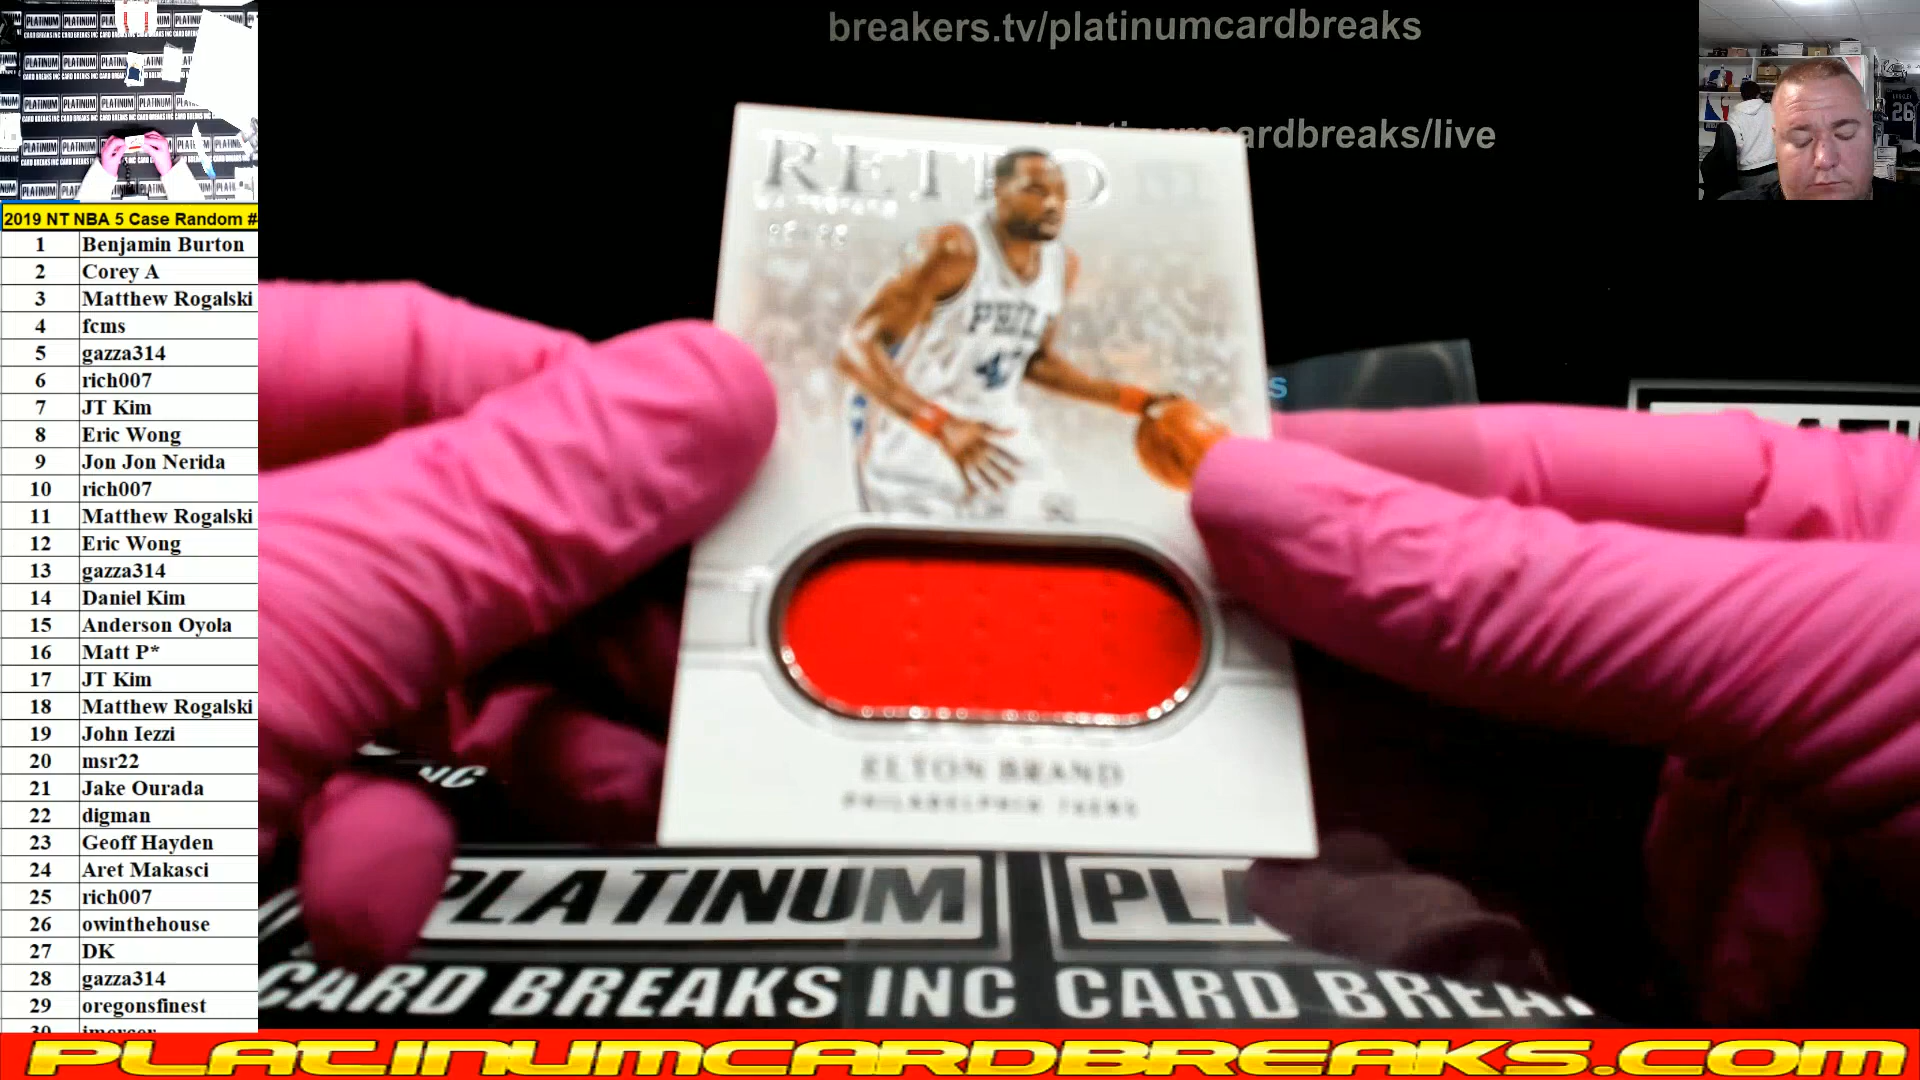 breakers.tv/platinumcardbreaks
platinumcardbreaks/live
2019 NT NBA 5 Case Random #
1 Benjamin Burton
2 Corey A
3 Matthew Rogalski
4 fcms
5 gazza314
6 rich007
7 JT Kim
8 Eric Wong
9 Jon Jon Nerida
10 rich007
11 Matthew Rogalski
12 Eric Wong
13 gazza314
14 Daniel Kim
15 Anderson Oyola
16 Matt P*
17 JT Kim
18 Matthew Rogalski
19 John Iezzi
20 msr22
21 Jake Ourada
22 digman
23 Geoff Hayden
24 Aret Makasci
25 rich007
26 owinthehouse
27 DK
28 gazza314
29 oregonsfinest
30
RETRO
PHIL
42
ELTON BRAND
PHILADELPHIA 76ERS
PLATINUM
CARD BREAKS INC CARD BREA
26
PLATINUMCARDBREAKS.COM